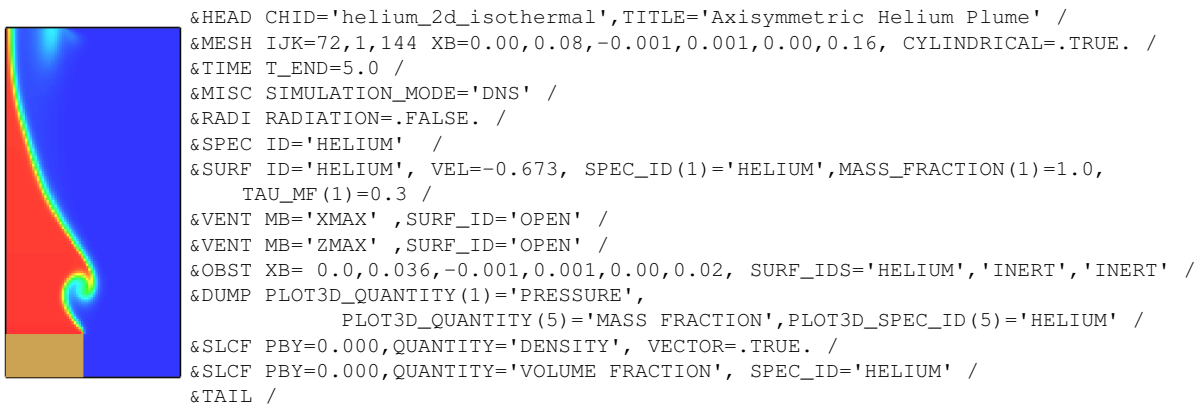 &HEAD CHID='helium_2d_isothermal',TITLE='Axisymmetric Helium Plume' /
&MESH IJK=72,1,144 XB=0.00,0.08,-0.001,0.001,0.00,0.16, CYLINDRICAL=.TRUE. /
&TIME T_END=5.0 /
&MISC SIMULATION_MODE='DNS' /
&RADI RADIATION=.FALSE. /
&SPEC ID='HELIUM'  /
&SURF ID='HELIUM', VEL=-0.673, SPEC_ID(1)='HELIUM',MASS_FRACTION(1)=1.0,
TAU_MF(1)=0.3 /
&VENT MB='XMAX' ,SURF_ID='OPEN' /
&VENT MB='ZMAX' ,SURF_ID='OPEN' /
&OBST XB= 0.0,0.036,-0.001,0.001,0.00,0.02, SURF_IDS='HELIUM','INERT','INERT' /
&DUMP PLOT3D_QUANTITY(1)='PRESSURE',
PLOT3D_QUANTITY(5)='MASS FRACTION',PLOT3D_SPEC_ID(5)='HELIUM' /
&SLCF PBY=0.000,QUANTITY='DENSITY', VECTOR=.TRUE. /
&SLCF PBY=0.000,QUANTITY='VOLUME FRACTION', SPEC_ID='HELIUM' /
&TAIL /